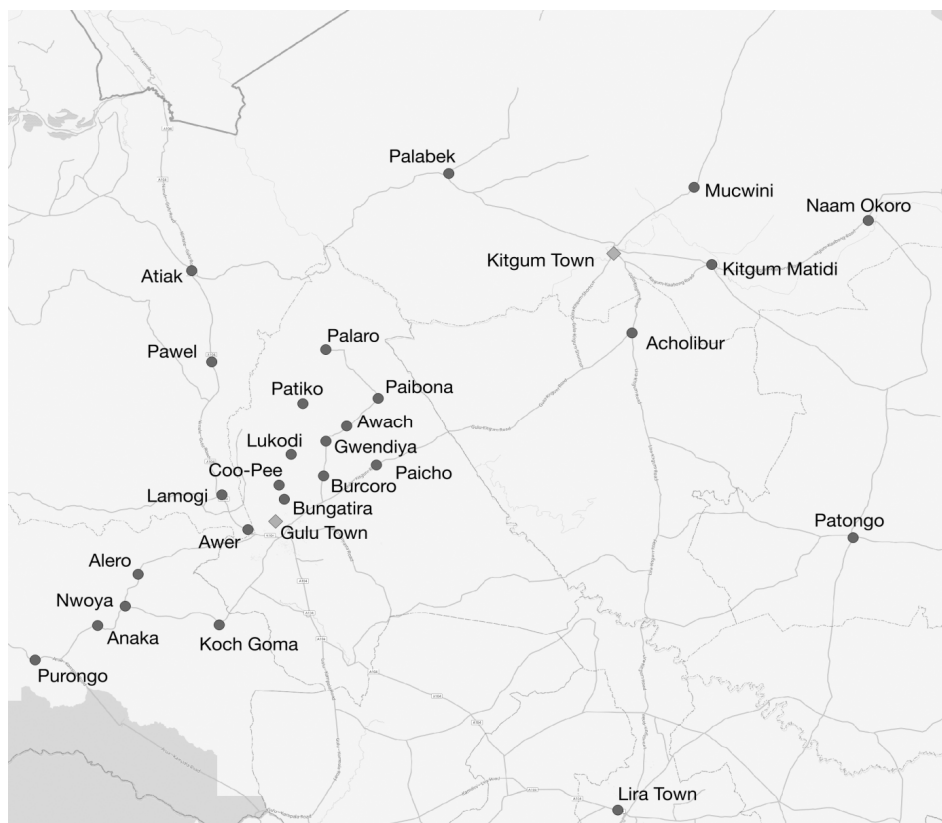 Palabek
Mucwini
Naam Okoro
Kitgum Town
Kitgum Matidi
Atiak
Acholibur
Palaro
Pawel
Patiko
Paibona
Awach
Gwendiya
Lukodi
Coo-Pee
Paicho
Burcoro
Lamogi
Bungatira
Patongo
Awer
Gulu Town
Alero
Nwoya
Anaka
Koch Goma
Purongo
Lira Town